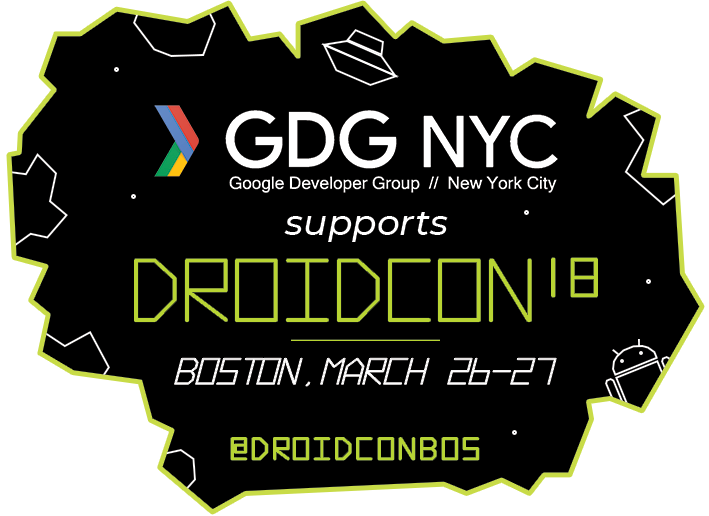 GDG NYC
Google Developer Group // New York City
supports
DROIDCON'18
BOSTON, MARCH 26-27
@DROIDCONBOS